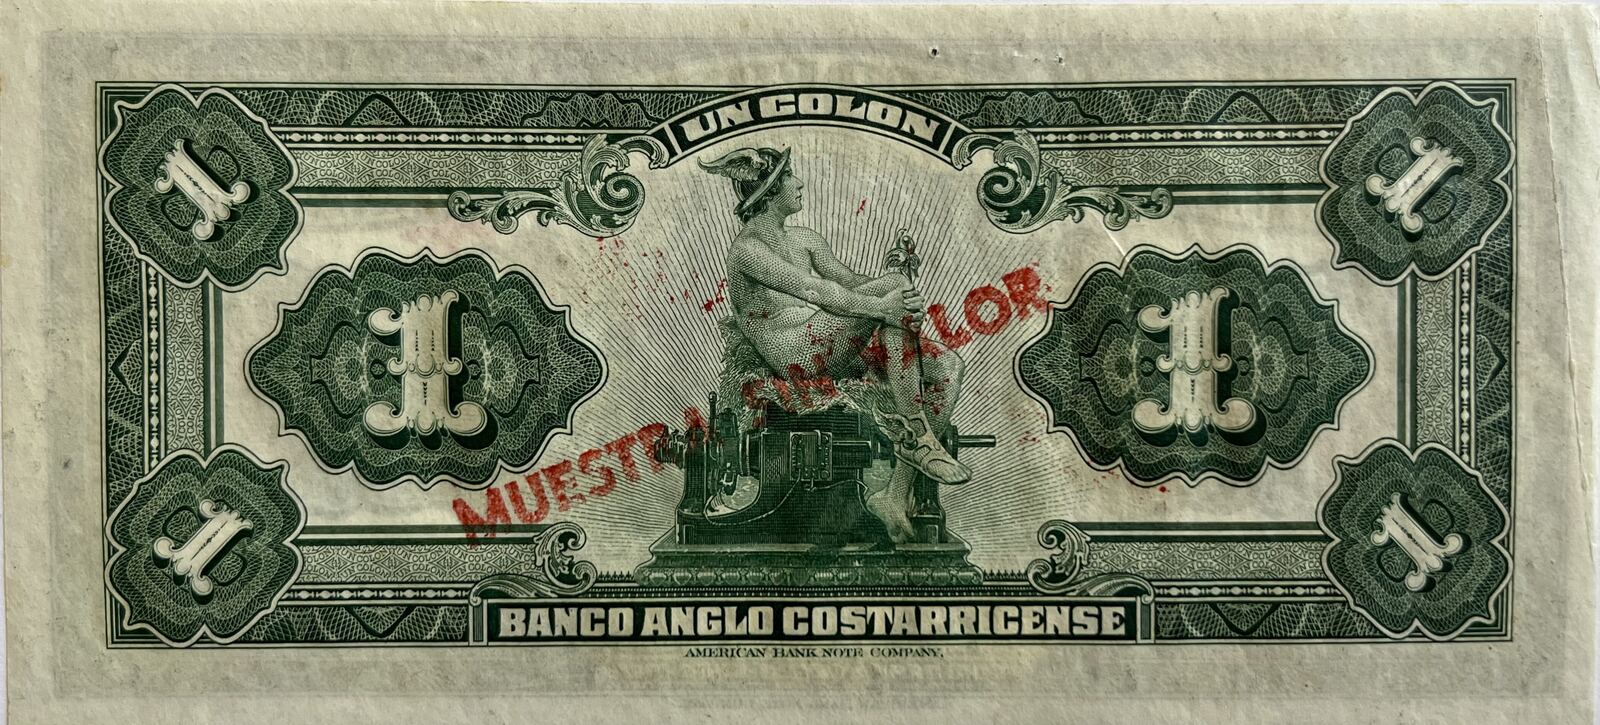 UN COLON
1
1
1
1
MUESTRA SIN VALOR
1
1
BANCO ANGLO COSTARRICENSE
AMERICAN BANK NOTE COMPANY.